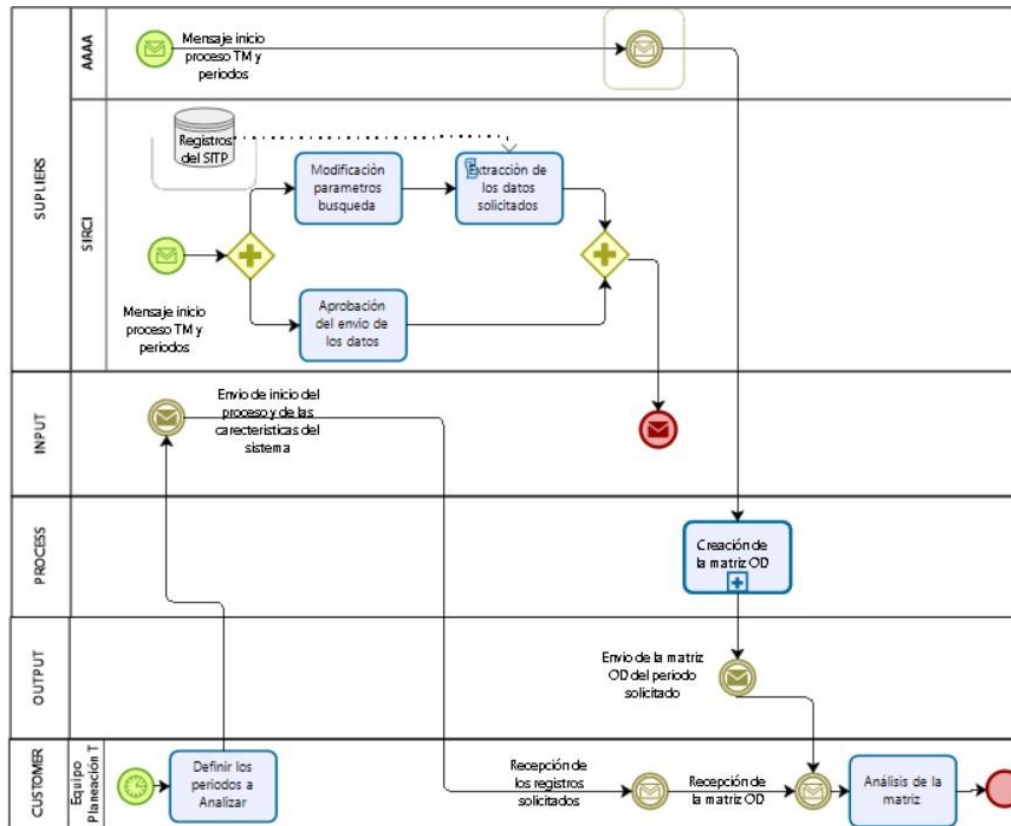 SUPLIERS
AAAA
Mensaje inicio
proceso TM y
periodos
SIRCI
Registros
del SITP
Modificaciòn
parametros
busqueda
Extracciòn de
los datos
solicitados
Mensaje inicio
proceso TM y
periodos
Aprobaciòn
del envio de
los datos
INPUT
Envio de inicio del
proceso y de las
carecteristicas del
sistema
PROCESS
Creación de
la matriz OD
OUTPUT
Envio de la matriz
OD del periodo
solicitado
CUSTOMER
Equipo
Planeación T
Definir los
periodos a
Analizar
Recepción de
los registros
solicitados
Recepción de
la matriz OD
Análisis de la
matriz